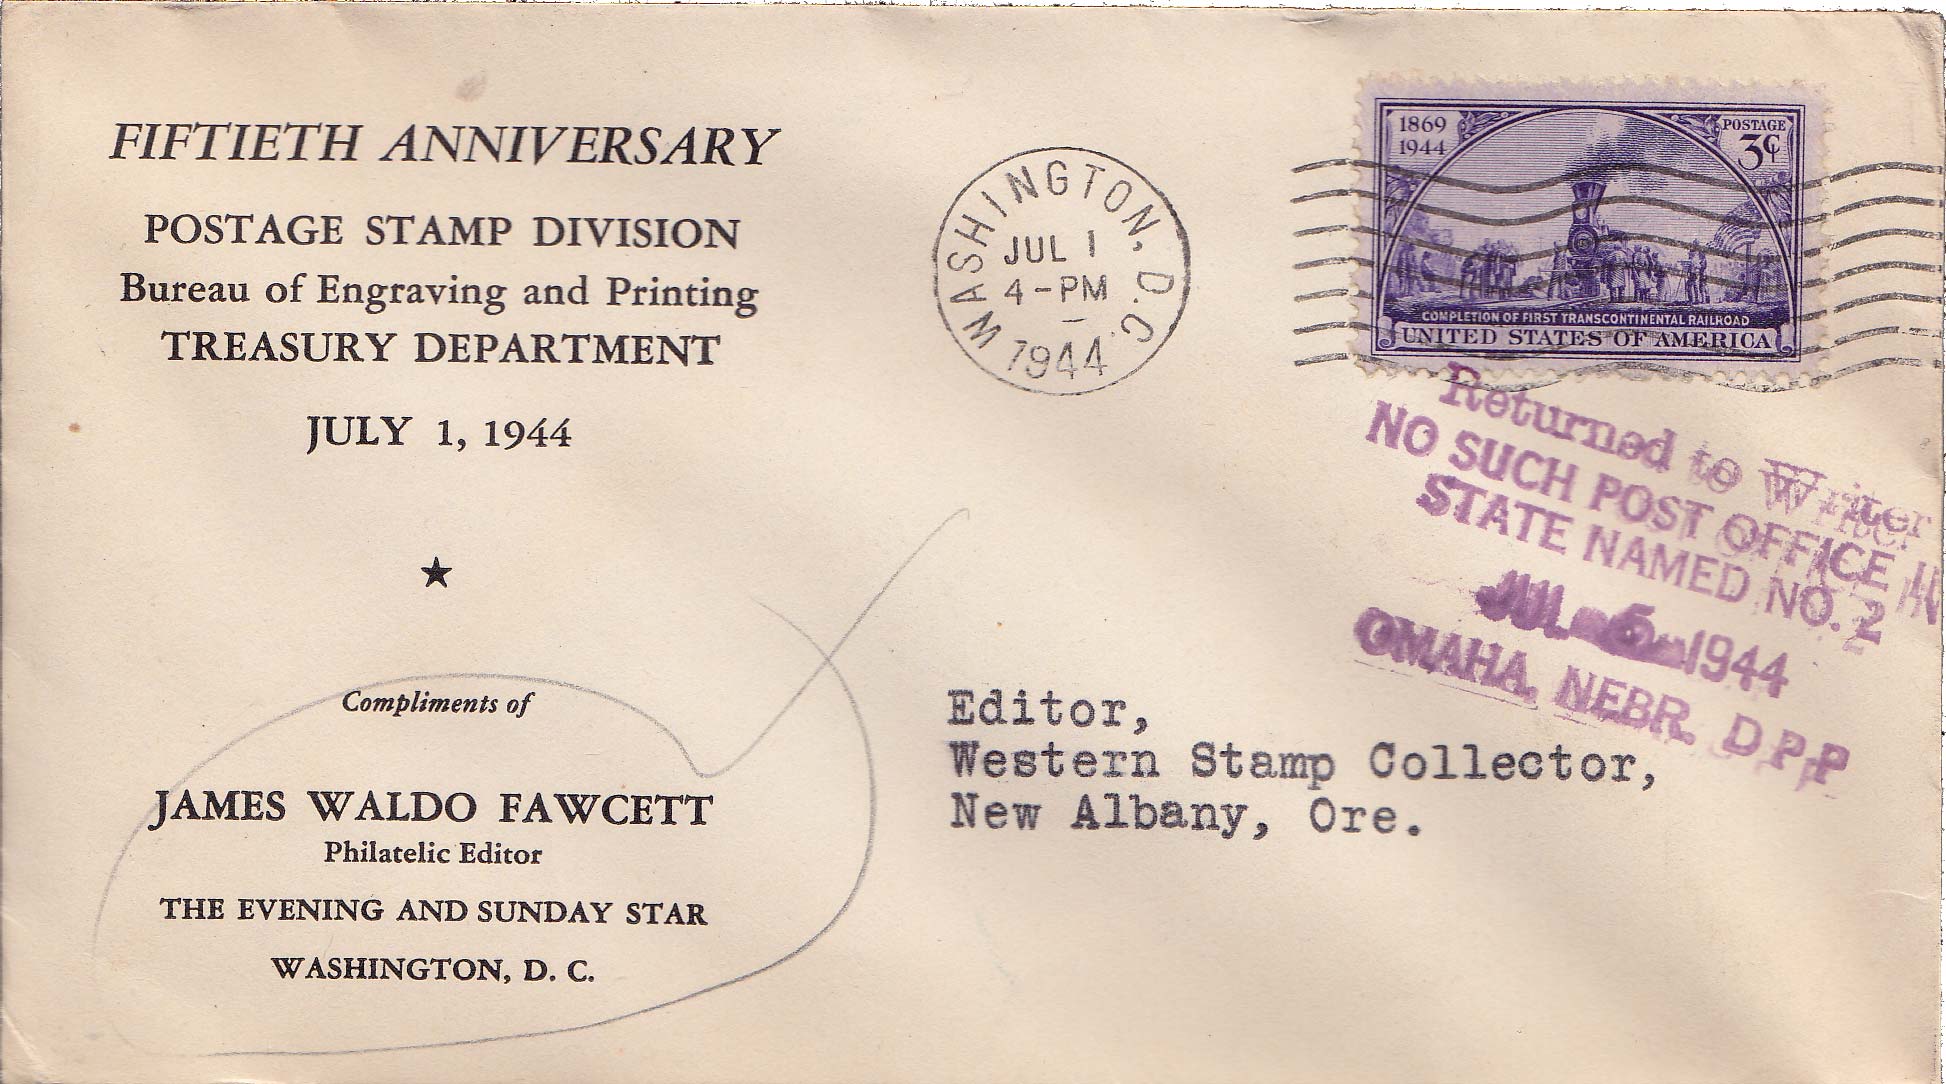 FIFTIETH ANNIVERSARY
POSTAGE STAMP DIVISION
Bureau of Engraving and Printing
TREASURY DEPARTMENT
JULY 1, 1944
★
Compliments of
JAMES WALDO FAWCETT
Philatelic Editor
THE EVENING AND SUNDAY STAR
WASHINGTON, D. C.
WASHINGTON, D.C.
JUL 1
4-PM
1944
1869
1944
POSTAGE
3¢
COMPLETION OF FIRST TRANSCONTINENTAL RAILROAD
UNITED STATES OF AMERICA
Returned to Writer
NO SUCH POST OFFICE IN
STATE NAMED NO. 2
JUL 5 1944
OMAHA, NEBR. D P P
Editor,
Western Stamp Collector,
New Albany, Ore.